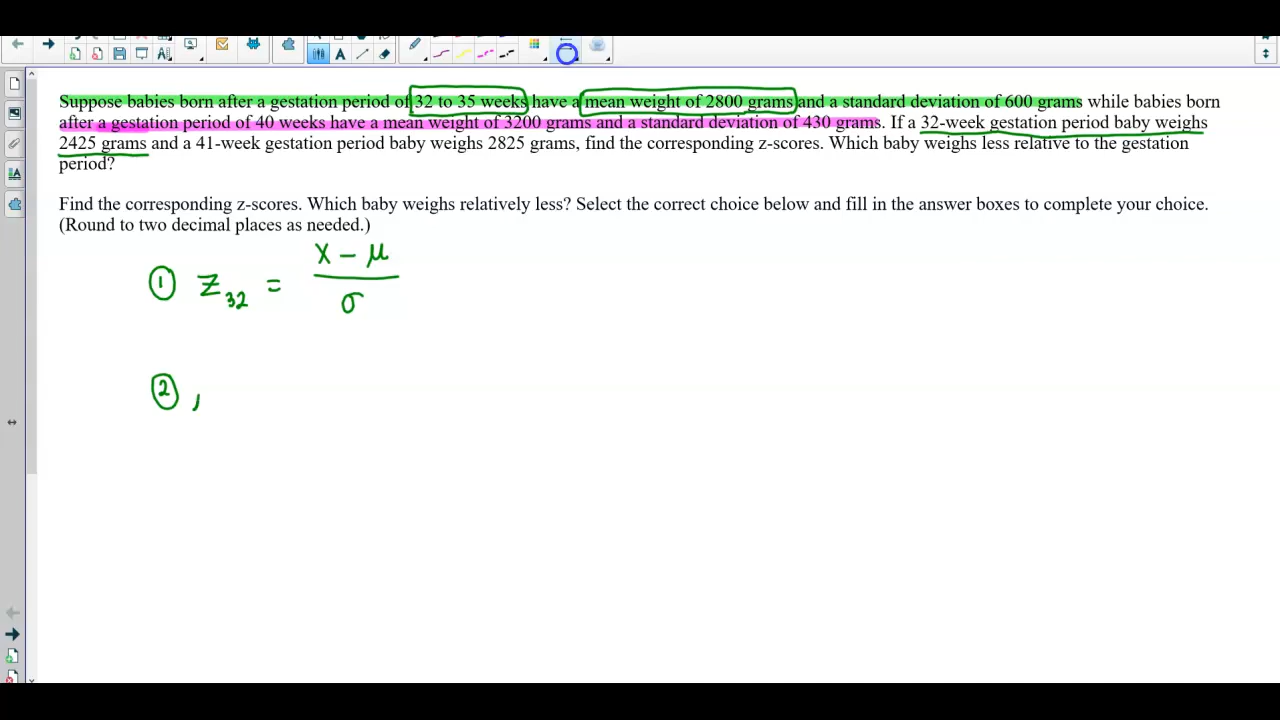 Suppose babies born after a gestation period of 32 to 35 weeks have a mean weight of 2800 grams and a standard deviation of 600 grams while babies born
after a gestation period of 40 weeks have a mean weight of 3200 grams and a standard deviation of 430 grams. If a 32-week gestation period baby weighs
2425 grams and a 41-week gestation period baby weighs 2825 grams, find the corresponding z-scores. Which baby weighs less relative to the gestation
period?
Find the corresponding z-scores. Which baby weighs relatively less? Select the correct choice below and fill in the answer boxes to complete your choice.
(Round to two decimal places as needed.)
① Z₃₂ = (x − μ) / σ
②